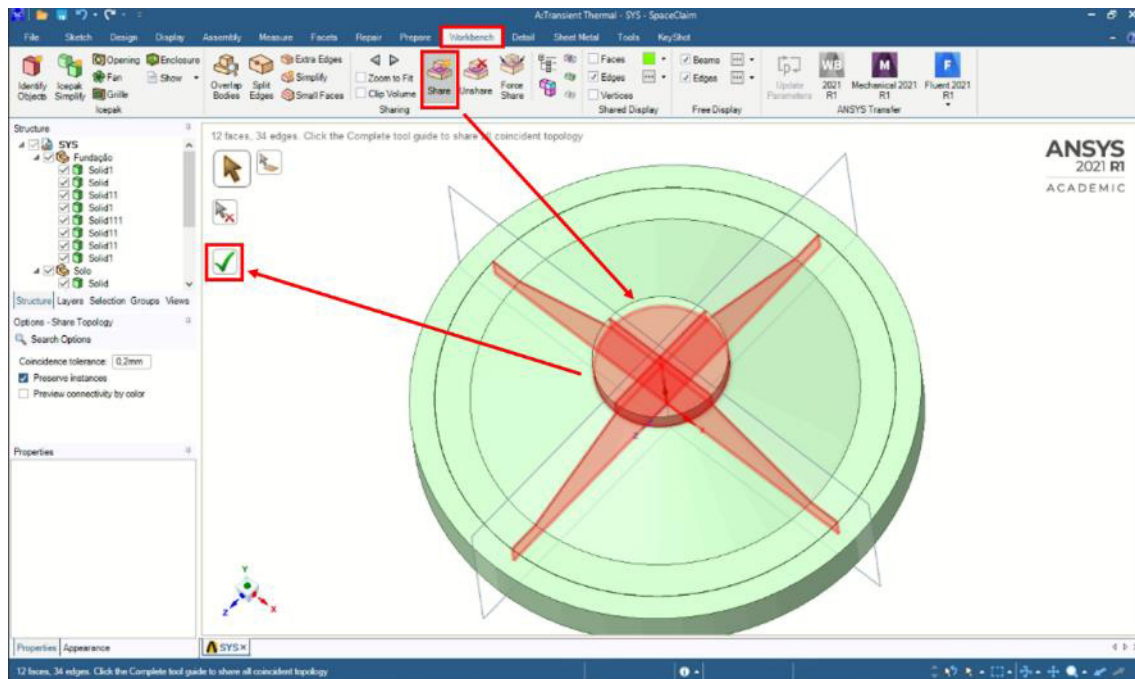 A:Transient Thermal - SYS - SpaceClaim
File Sketch Design Display Assembly Measure Facets Repair Prepare Workbench Detail Sheet Metal Tools KeyShot
Identify Objects
Icepak Simplify
Opening
Fan
Grille
Enclosure
Show
Icepak
Overlap Bodies
Split Edges
Extra Edges
Simplify
Small Faces
Zoom to Fit
Clip Volume
Sharing
Share
Unshare
Force Share
Faces
Edges
Vertices
Shared Display
Beams
Edges
Free Display
Update Parameters
WB
2021 R1
M
Mechanical 2021 R1
F
Fluent 2021 R1
ANSYS Transfer
Structure
SYS
Fundação
Solid1
Solid
Solid11
Solid1
Solid111
Solid11
Solid11
Solid1
Solo
Solid
Structure Layers Selection Groups Views
Options - Share Topology
Search Options
Coincidence tolerance: 0,2mm
Preserve instances
Preview connectivity by color
Properties
Properties Appearance
12 faces, 34 edges. Click the Complete tool guide to share all coincident topology
ANSYS
2021 R1
ACADEMIC
Z
X
Y
Z
X
SYS
12 faces, 34 edges. Click the Complete tool guide to share all coincident topology